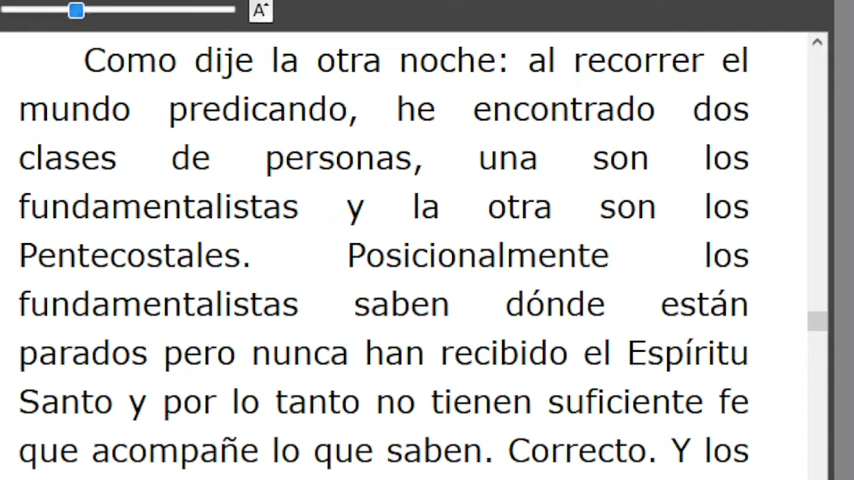 A
Como dije la otra noche: al recorrer el
mundo predicando, he encontrado dos
clases de personas, una son los
fundamentalistas y la otra son los
Pentecostales. Posicionalmente los
fundamentalistas saben dónde están
parados pero nunca han recibido el Espíritu
Santo y por lo tanto no tienen suficiente fe
que acompañe lo que saben. Correcto. Y los